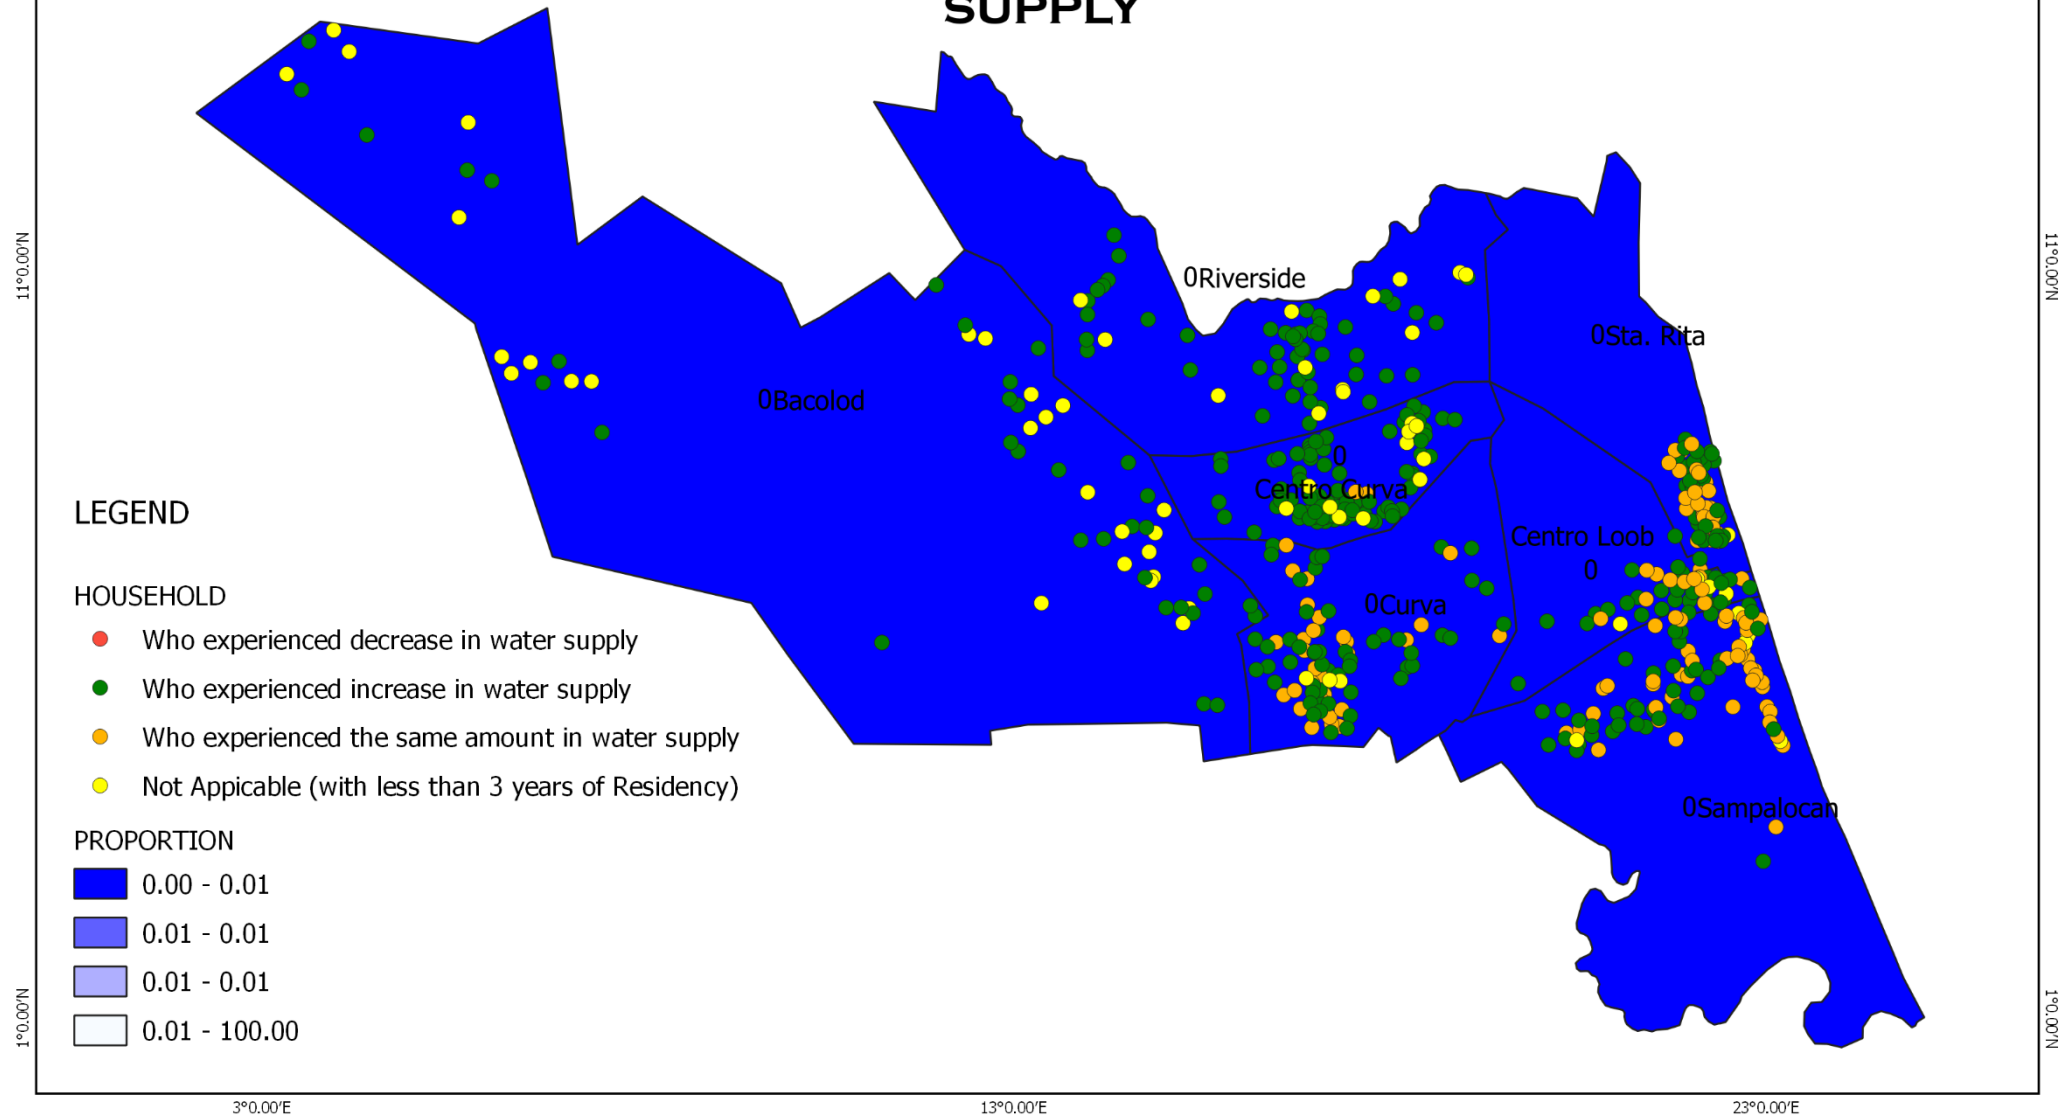 SUPPLY
11°0.00'N
11°0.00'N
0Riverside
0Sta. Rita
0Bacolod
0
Centro Curva
Centro Loob
0
0Curva
0Sampalocan
LEGEND
HOUSEHOLD
Who experienced decrease in water supply
Who experienced increase in water supply
Who experienced the same amount in water supply
Not Appicable (with less than 3 years of Residency)
PROPORTION
0.00 - 0.01
0.01 - 0.01
0.01 - 0.01
0.01 - 100.00
1°0.00'N
1°0.00'N
3°0.00'E
13°0.00'E
23°0.00'E